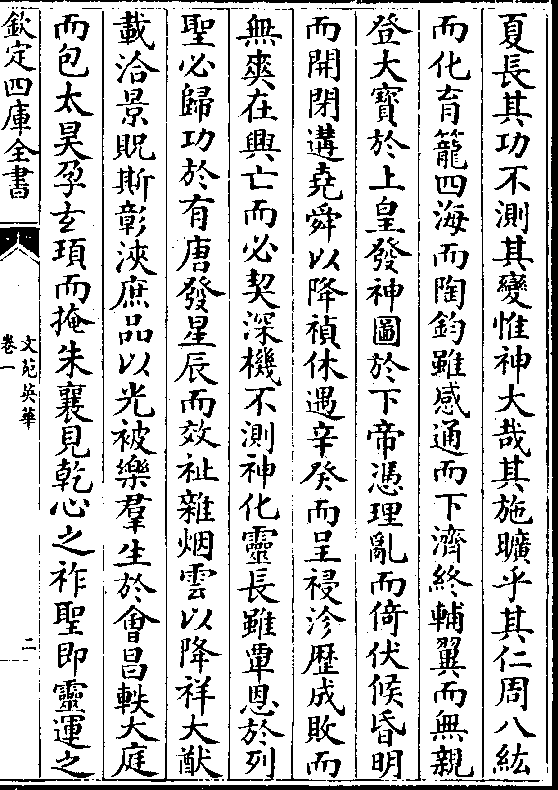 夏長其功不測其變惟神大哉其施曠乎其仁周八紘
而化育籠四海而陶鈞雖感通而下濟終輔翼而無親
登大寶於上皇發神圖於下帝憑理亂而倚伏候昏明
而開閉遘堯舜以降禎休遇辛癸而呈祲沴歴成敗而
無爽在興亡而必契深機不測神化靈長雖覃恩於列
聖必歸功於有唐發星辰而效祉雜烟雲以降祥大猷
載洽景貺斯彰浹庶品以光被樂羣生於會昌軼大庭
而包太昊孕玄頊而掩朱襄見乾心之祚聖即靈運之
欽定四庫全書
文苑英華
卷一
二